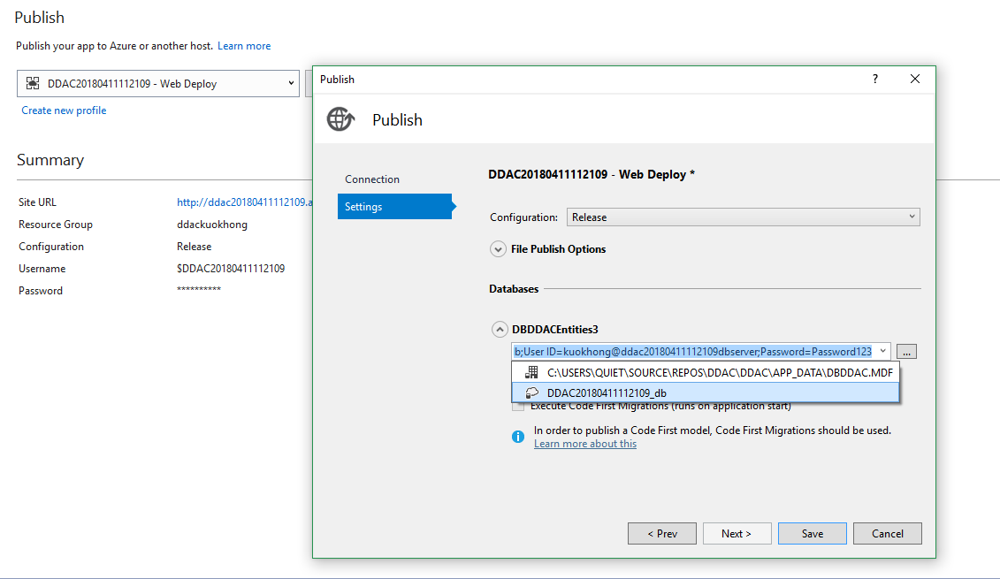 Publish
Publish your app to Azure or another host. Learn more
DDAC20180411112109 - Web Deploy
Create new profile
Summary
Site URL http://ddac20180411112109.a
Resource Group ddackuokhong
Configuration Release
Username $DDAC20180411112109
Password **********
Publish ?
Publish
Connection
Settings
DDAC20180411112109 - Web Deploy *
Configuration: Release
File Publish Options
Databases
DBDDACEntities3
b;User ID=kuokhong@ddac20180411112109dbserver;Password=Password123 ...
C:\USERS\QUIET\SOURCE\REPOS\DDAC\DDAC\APP_DATA\DBDDAC.MDF
DDAC20180411112109_db
Execute Code First Migrations (runs on application start)
In order to publish a Code First model, Code First Migrations should be used.
Learn more about this
< Prev Next > Save Cancel